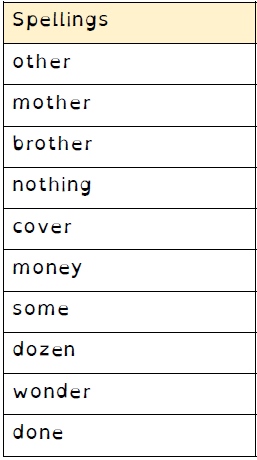 Spellings
other
mother
brother
nothing
cover
money
some
dozen
wonder
done